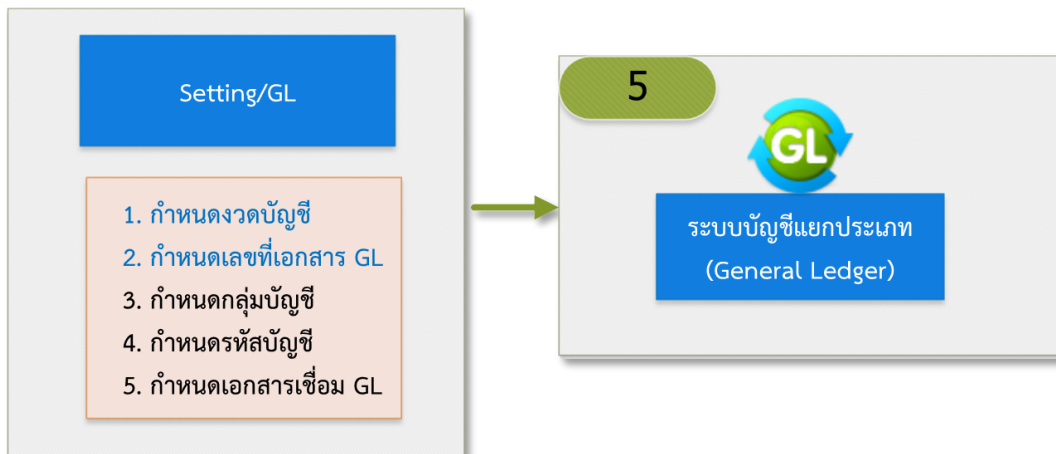 Setting/GL
1. กำหนดงวดบัญชี
2. กำหนดเลขที่เอกสาร GL
3. กำหนดกลุ่มบัญชี
4. กำหนดรหัสบัญชี
5. กำหนดเอกสารเชื่อม GL
5
GL
ระบบบัญชีแยกประเภท
(General Ledger)